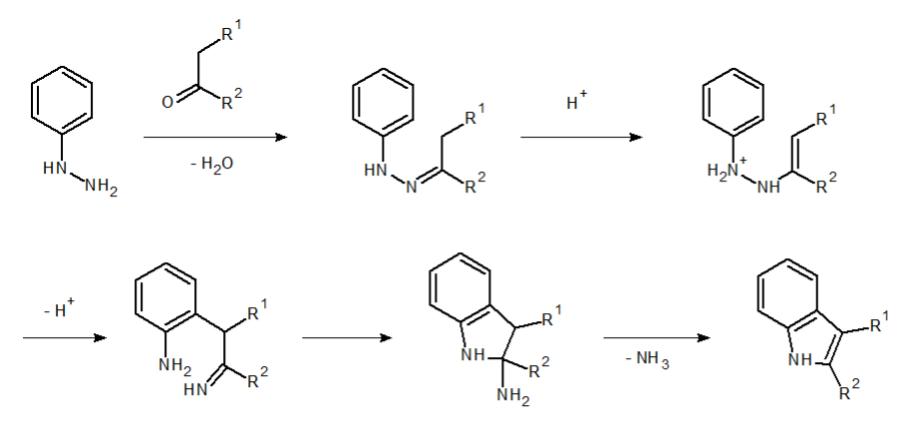 R¹
O
R²
HN
NH₂
- H₂O
R¹
HN
N
R²
H⁺
R¹
H₂N⁺
NH
R²
- H⁺
R¹
NH₂
HN
R²
R¹
NH
R²
NH₂
- NH₃
R¹
NH
R²